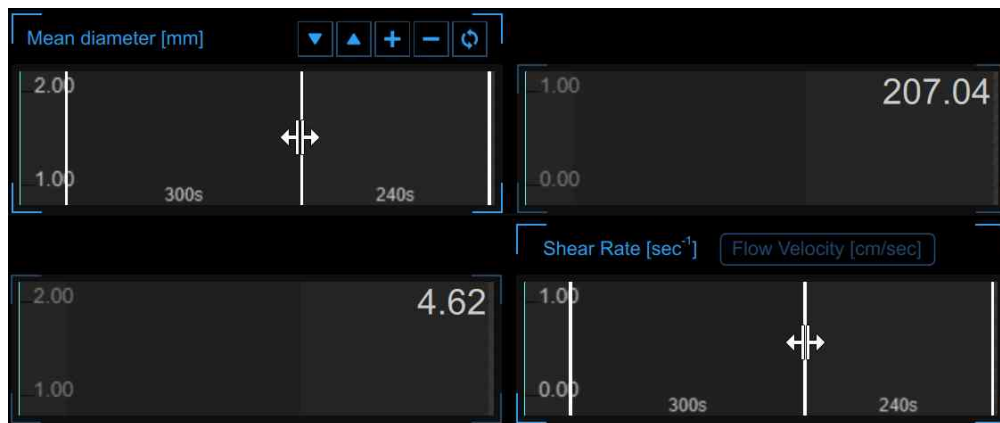 Mean diameter [mm]
2.00
1.00
300s
240s
1.00
207.04
0.00
Shear Rate [sec⁻¹]
Flow Velocity [cm/sec]
2.00
4.62
1.00
1.00
0.00
300s
240s